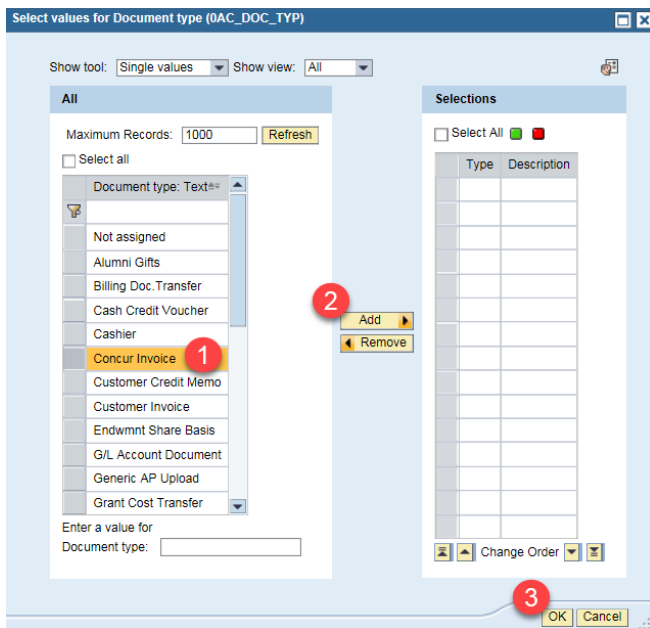 Select values for Document type (0AC_DOC_TYP)
Show tool: Single values Show view: All
All
Maximum Records: 1000 Refresh
Select all
Document type: Text
Not assigned
Alumni Gifts
Billing Doc.Transfer
Cash Credit Voucher
Cashier
Concur Invoice 1
Customer Credit Memo
Customer Invoice
Endwmnt Share Basis
G/L Account Document
Generic AP Upload
Grant Cost Transfer
Enter a value for
Document type:
2
Add
Remove
Selections
Select All
Type Description
Change Order
3
OK Cancel